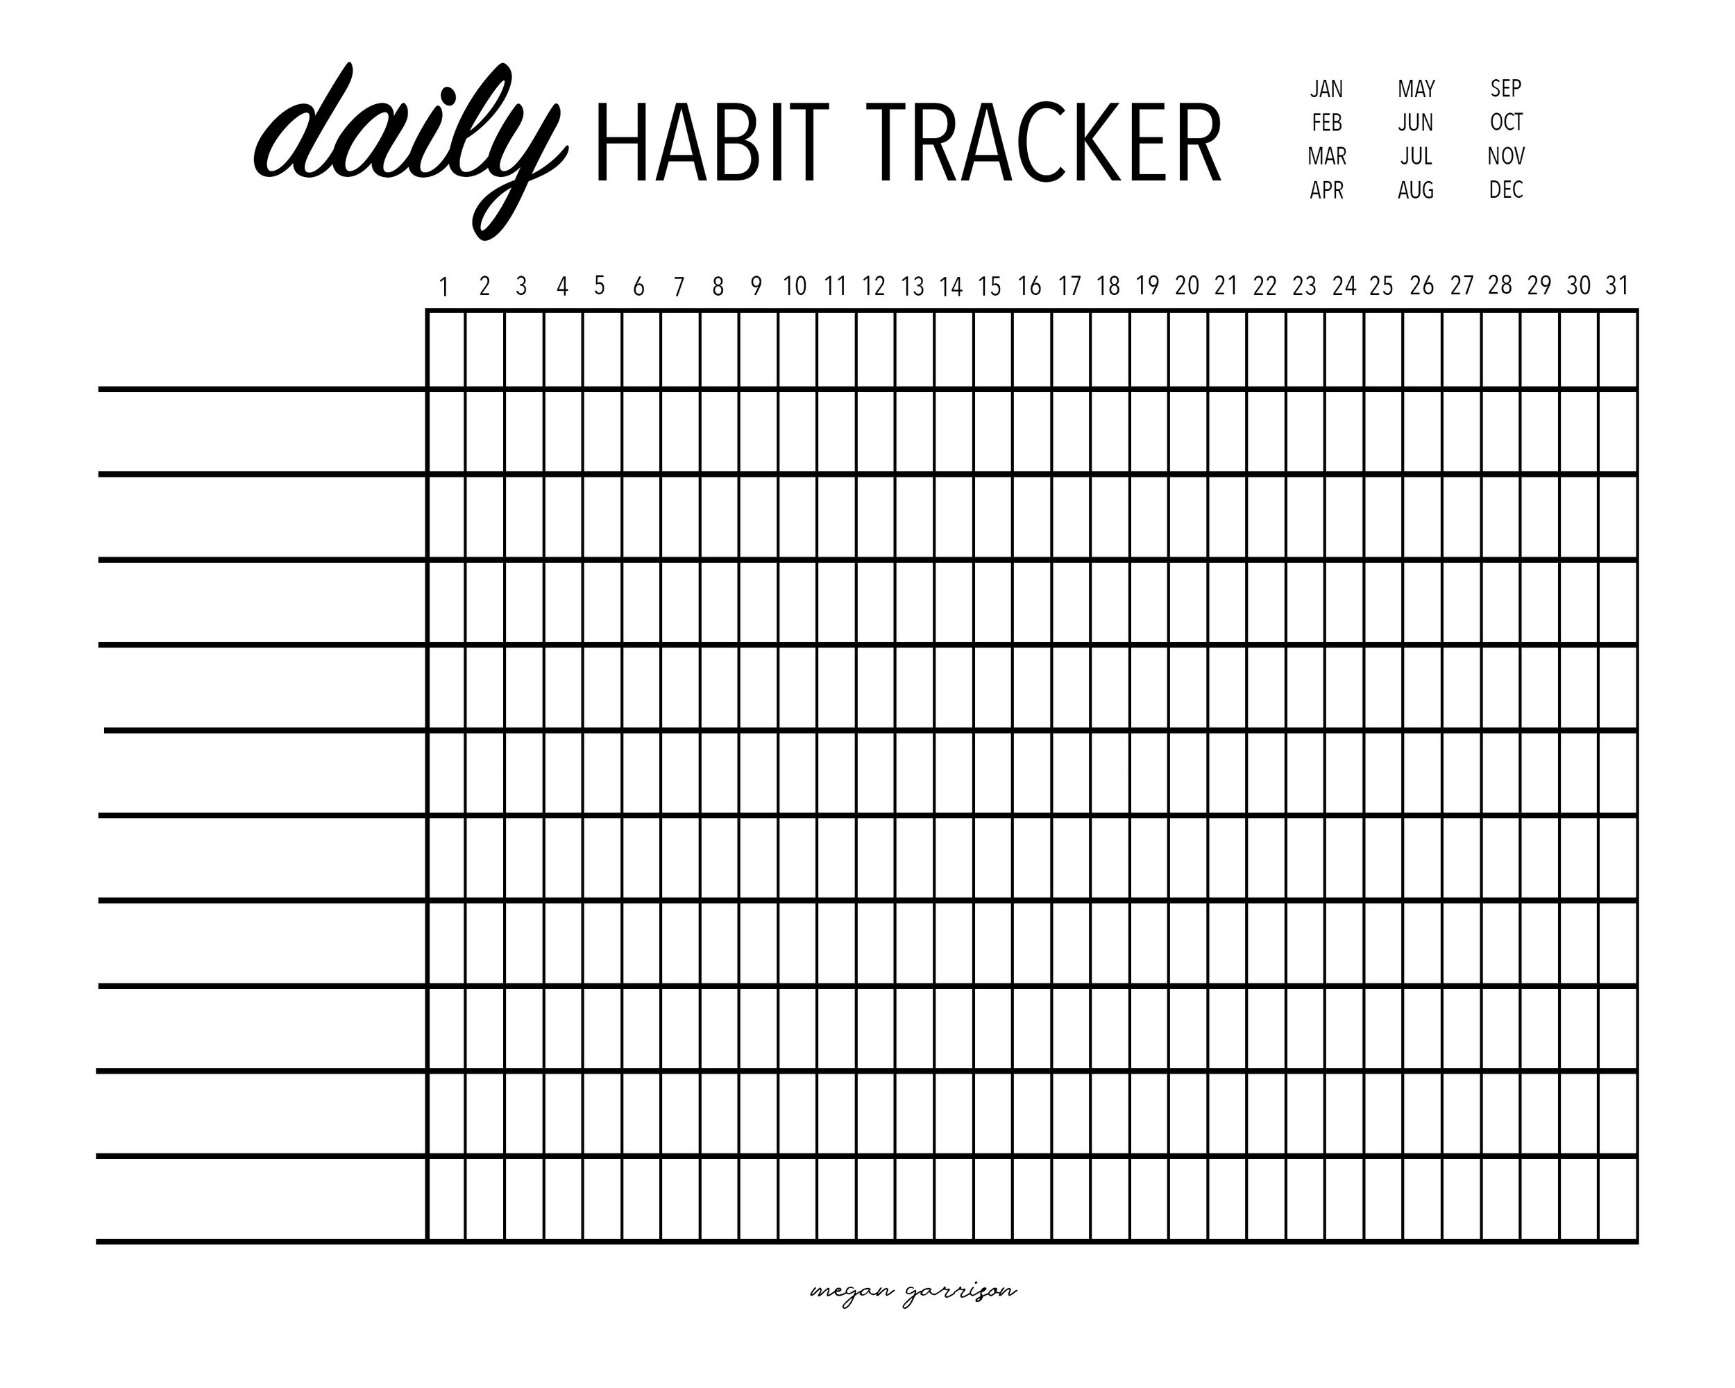 daily HABIT TRACKER
JAN MAY SEP
FEB JUN OCT
MAR JUL NOV
APR AUG DEC
1 2 3 4 5 6 7 8 9 10 11 12 13 14 15 16 17 18 19 20 21 22 23 24 25 26 27 28 29 30 31
megan garrison